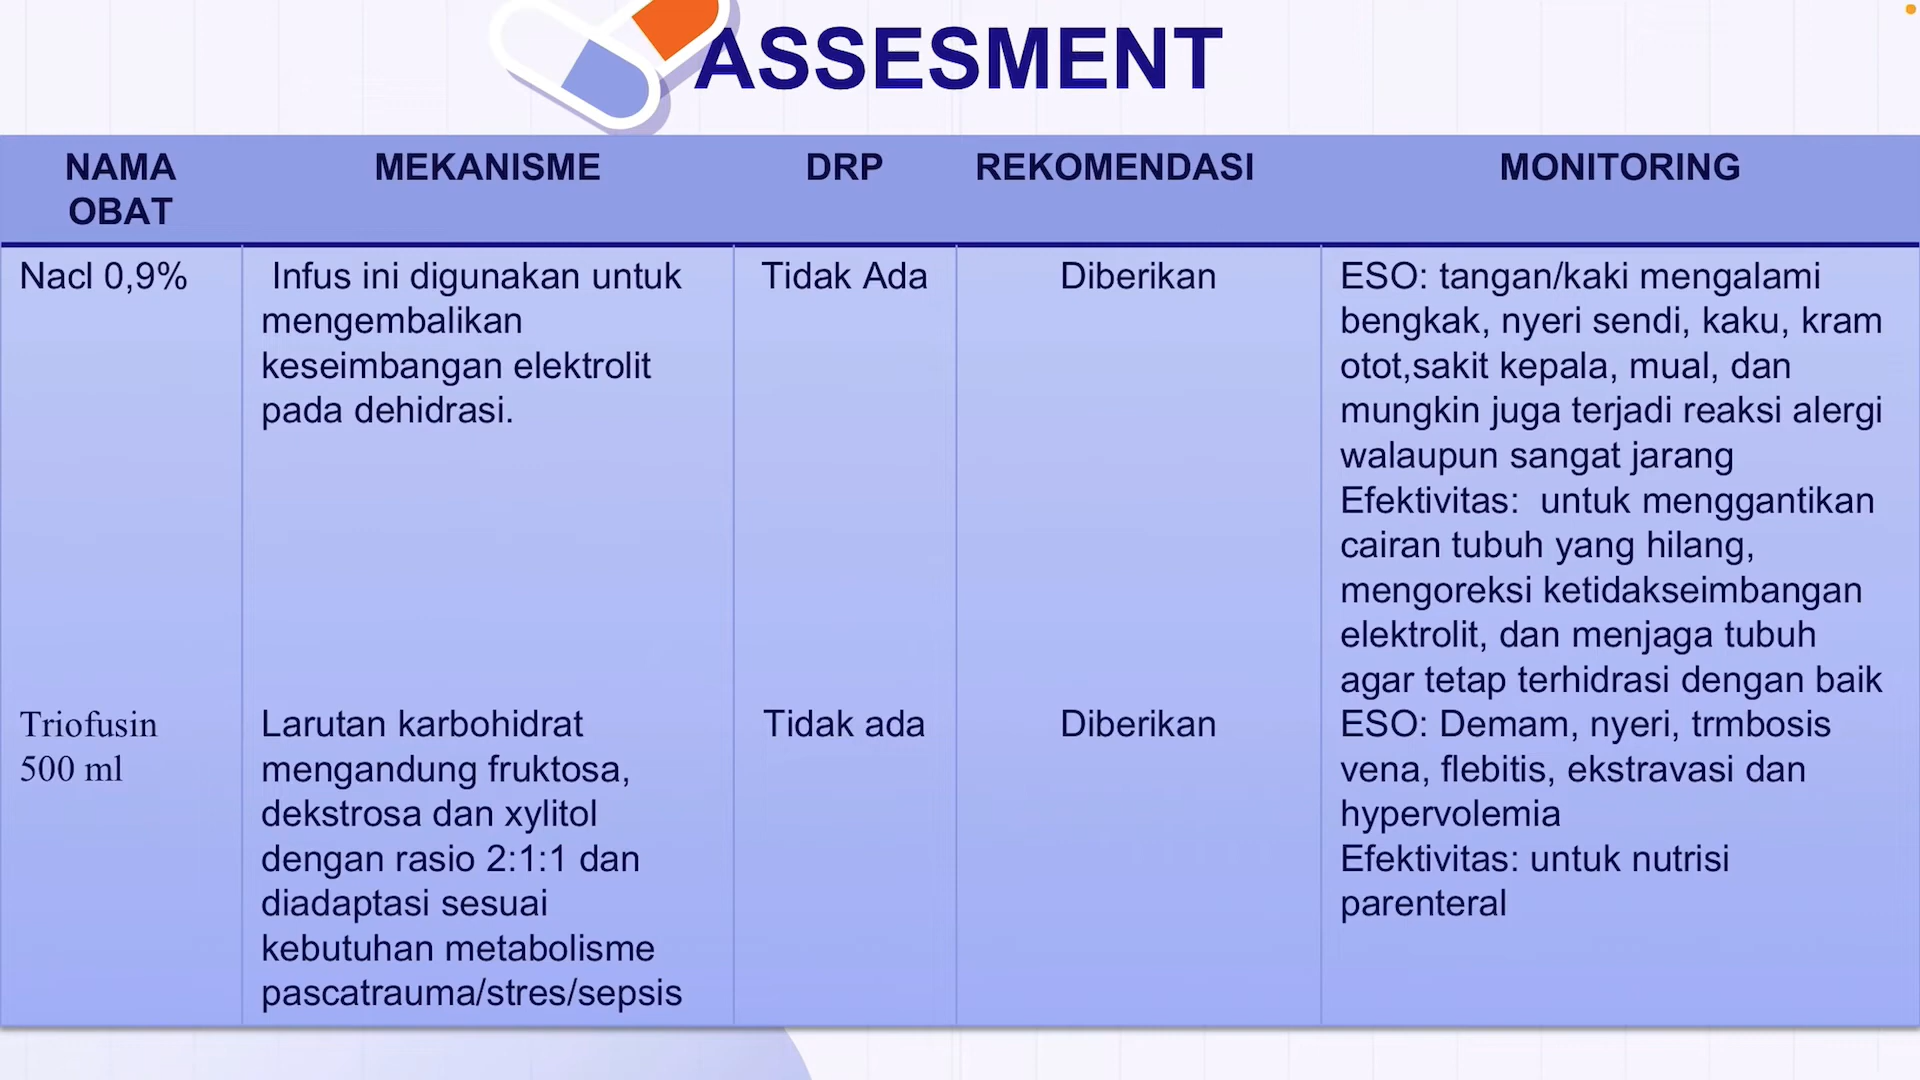 ASSESMENT
NAMA
OBAT
MEKANISME
DRP
REKOMENDASI
MONITORING
Nacl 0,9%
Infus ini digunakan untuk
mengembalikan
keseimbangan elektrolit
pada dehidrasi.
Tidak Ada
Diberikan
ESO: tangan/kaki mengalami
bengkak, nyeri sendi, kaku, kram
otot,sakit kepala, mual, dan
mungkin juga terjadi reaksi alergi
walaupun sangat jarang
Efektivitas:  untuk menggantikan
cairan tubuh yang hilang,
mengoreksi ketidakseimbangan
elektrolit, dan menjaga tubuh
agar tetap terhidrasi dengan baik
Triofusin
500 ml
Larutan karbohidrat
mengandung fruktosa,
dekstrosa dan xylitol
dengan rasio 2:1:1 dan
diadaptasi sesuai
kebutuhan metabolisme
pascatrauma/stres/sepsis
Tidak ada
Diberikan
ESO: Demam, nyeri, trmbosis
vena, flebitis, ekstravasi dan
hypervolemia
Efektivitas: untuk nutrisi
parenteral